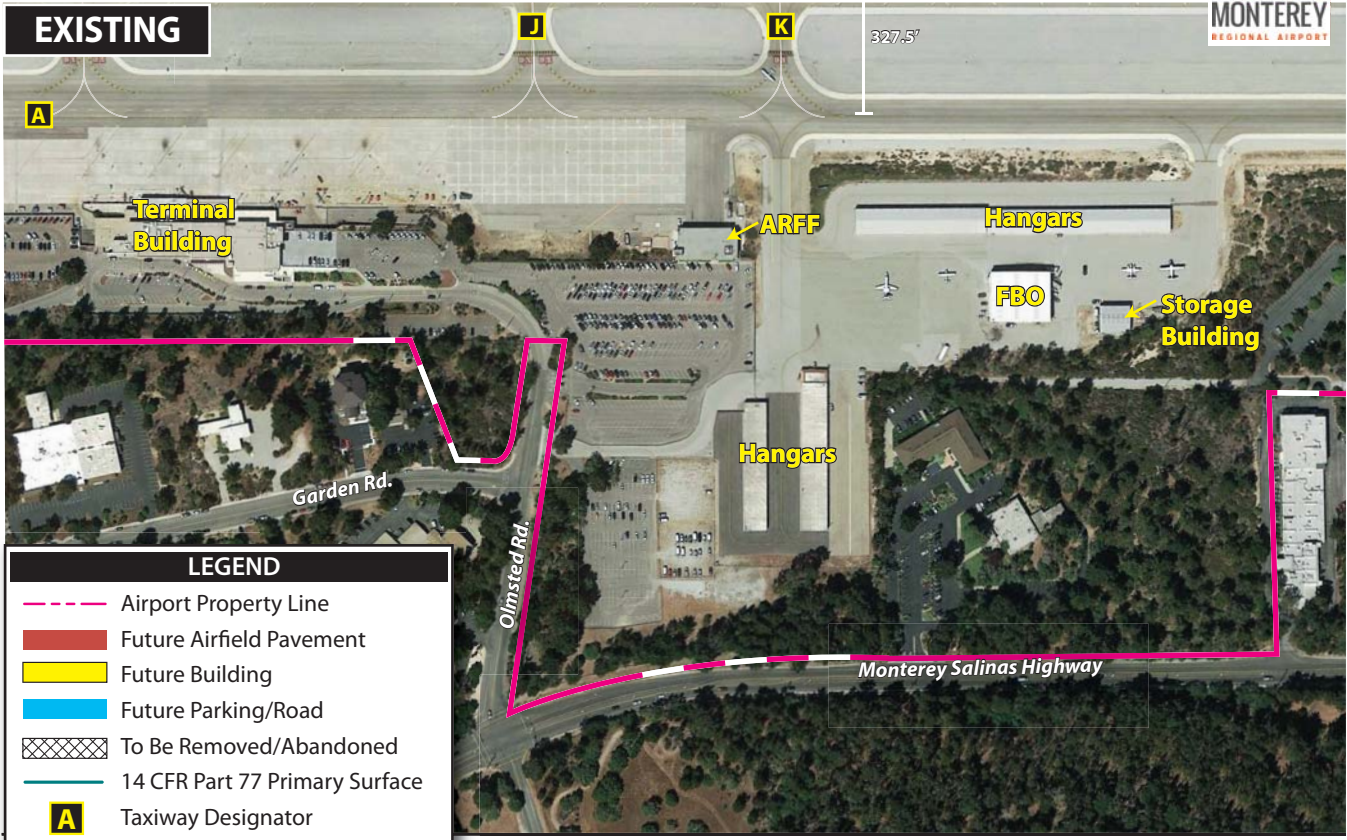 EXISTING
J
K
327.5'
MONTEREY
REGIONAL AIRPORT
A
Terminal
Building
ARFF
Hangars
FBO
Storage
Building
Hangars
Garden Rd.
Olmsted Rd.
Monterey Salinas Highway
LEGEND
Airport Property Line
Future Airfield Pavement
Future Building
Future Parking/Road
To Be Removed/Abandoned
14 CFR Part 77 Primary Surface
A Taxiway Designator